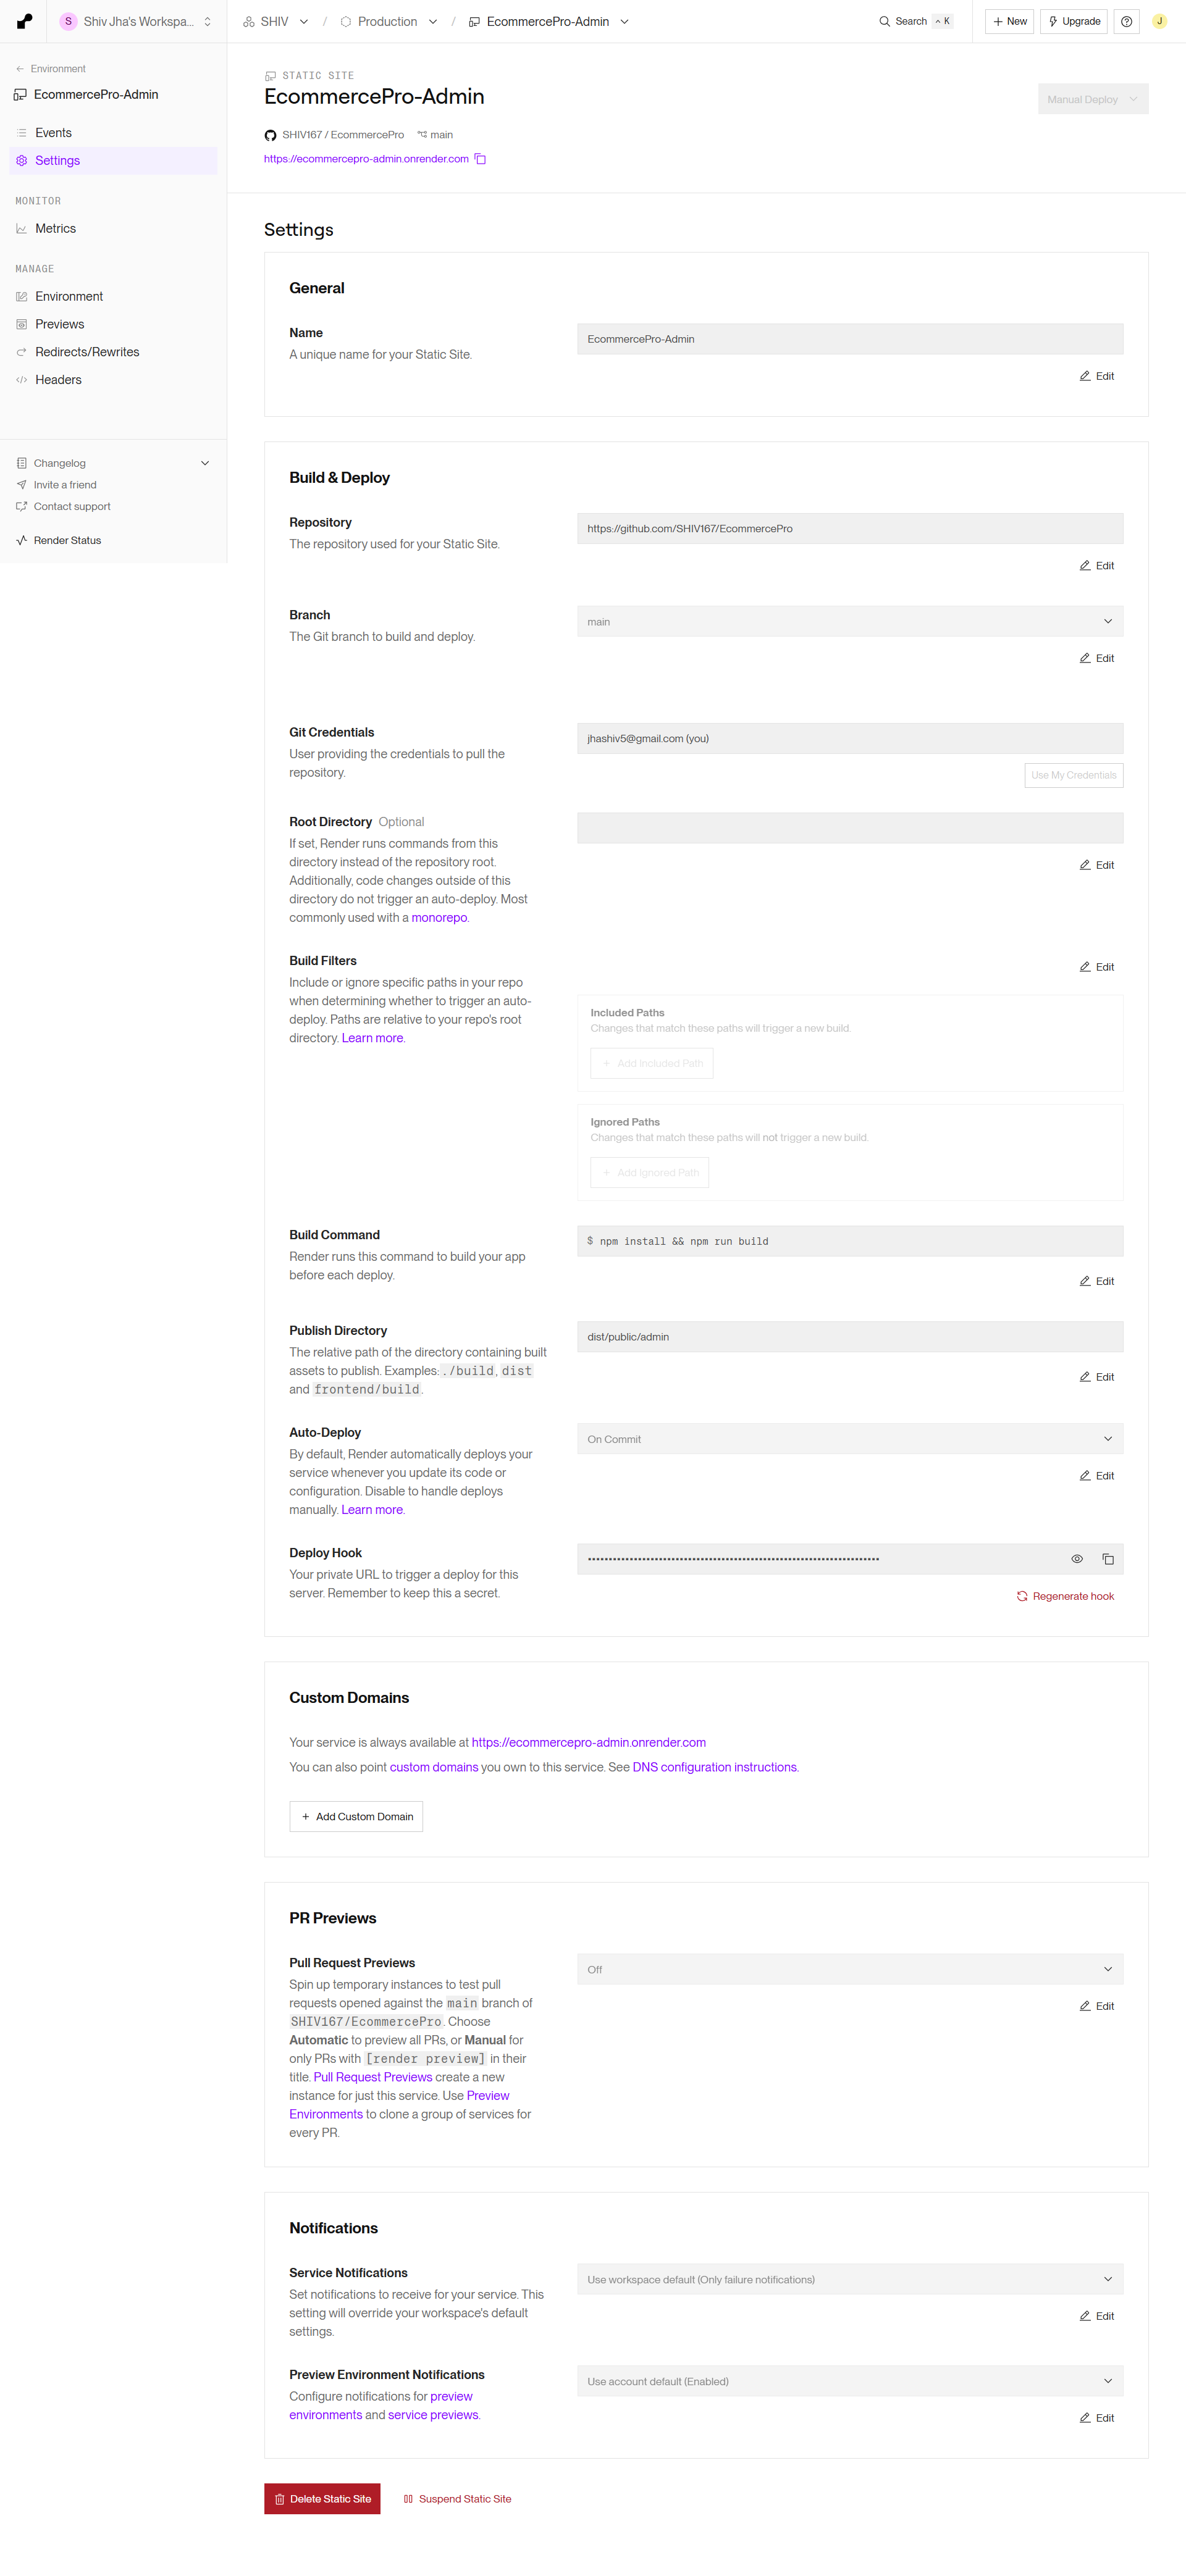 S Shiv Jha's Workspa...
SHIV / Production / EcommercePro-Admin
Search ^ K
New
Upgrade
J
Environment
EcommercePro-Admin
Events
Settings
MONITOR
Metrics
MANAGE
Environment
Previews
Redirects/Rewrites
Headers
Changelog
Invite a friend
Contact support
Render Status
STATIC SITE
EcommercePro-Admin
Manual Deploy
SHIV167 / EcommercePro main
https://ecommercepro-admin.onrender.com
Settings
General
Name
A unique name for your Static Site.
EcommercePro-Admin
Edit
Build & Deploy
Repository
The repository used for your Static Site.
https://github.com/SHIV167/EcommercePro
Edit
Branch
The Git branch to build and deploy.
main
Edit
Git Credentials
User providing the credentials to pull the
repository.
jhashiv5@gmail.com (you)
Use My Credentials
Root Directory Optional
If set, Render runs commands from this
directory instead of the repository root.
Additionally, code changes outside of this
directory do not trigger an auto-deploy. Most
commonly used with a monorepo.
Edit
Build Filters
Include or ignore specific paths in your repo
when determining whether to trigger an auto-
deploy. Paths are relative to your repo's root
directory. Learn more.
Edit
Included Paths
Changes that match these paths will trigger a new build.
+ Add Included Path
Ignored Paths
Changes that match these paths will not trigger a new build.
+ Add Ignored Path
Build Command
Render runs this command to build your app
before each deploy.
$ npm install && npm run build
Edit
Publish Directory
The relative path of the directory containing built
assets to publish. Examples: ./build, dist
and frontend/build.
dist/public/admin
Edit
Auto-Deploy
By default, Render automatically deploys your
service whenever you update its code or
configuration. Disable to handle deploys
manually. Learn more.
On Commit
Edit
Deploy Hook
Your private URL to trigger a deploy for this
server. Remember to keep this a secret.
Regenerate hook
Custom Domains
Your service is always available at https://ecommercepro-admin.onrender.com
You can also point custom domains you own to this service. See DNS configuration instructions.
+ Add Custom Domain
PR Previews
Pull Request Previews
Spin up temporary instances to test pull
requests opened against the main branch of
SHIV167/EcommercePro. Choose
Automatic to preview all PRs, or Manual for
only PRs with [render preview] in their
title. Pull Request Previews create a new
instance for just this service. Use Preview
Environments to clone a group of services for
every PR.
Off
Edit
Notifications
Service Notifications
Set notifications to receive for your service. This
setting will override your workspace's default
settings.
Use workspace default (Only failure notifications)
Edit
Preview Environment Notifications
Configure notifications for preview
environments and service previews.
Use account default (Enabled)
Edit
Delete Static Site
Suspend Static Site